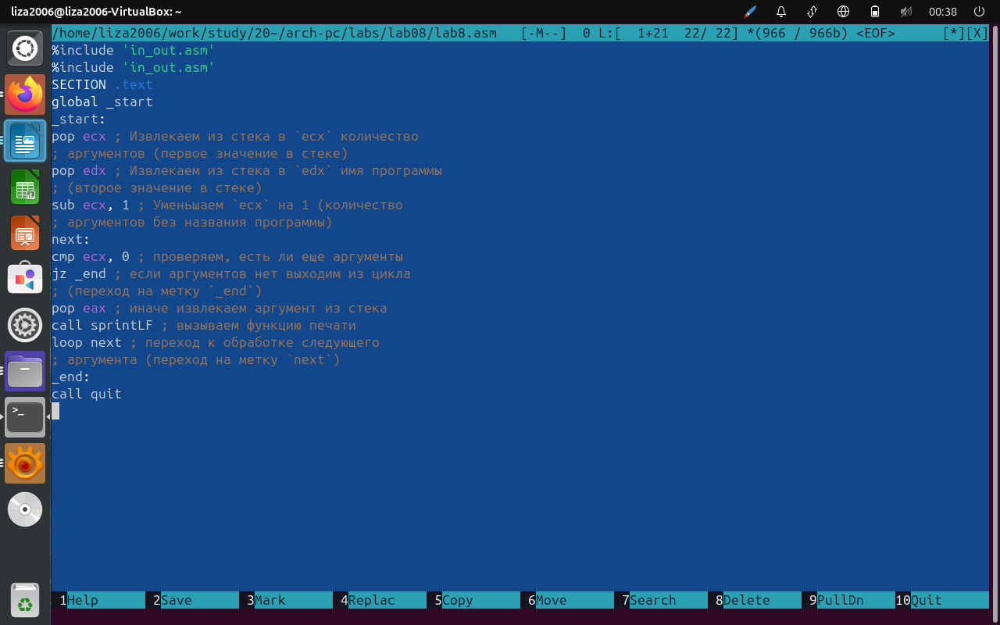 liza2006@liza2006-VirtualBox: ~ 00:38
/home/liza2006/work/study/20~/arch-pc/labs/lab08/lab8.asm [-M--] 0 L:[ 1+21 22/ 22] *(966 / 966b) <EOF> [*][X]
%include 'in_out.asm'
%include 'in_out.asm'
SECTION .text
global _start
_start:
pop ecx ; Извлекаем из стека в `ecx` количество
; аргументов (первое значение в стеке)
pop edx ; Извлекаем из стека в `edx` имя программы
; (второе значение в стеке)
sub ecx, 1 ; Уменьшаем `ecx` на 1 (количество
; аргументов без названия программы)
next:
cmp ecx, 0 ; проверяем, есть ли еще аргументы
jz _end ; если аргументов нет выходим из цикла
; (переход на метку `_end`)
pop eax ; иначе извлекаем аргумент из стека
call sprintLF ; вызываем функцию печати
loop next ; переход к обработке следующего
; аргумента (переход на метку `next`)
_end:
call quit
>_
1Help 2Save 3Mark 4Replac 5Copy 6Move 7Search 8Delete 9PullDn 10Quit